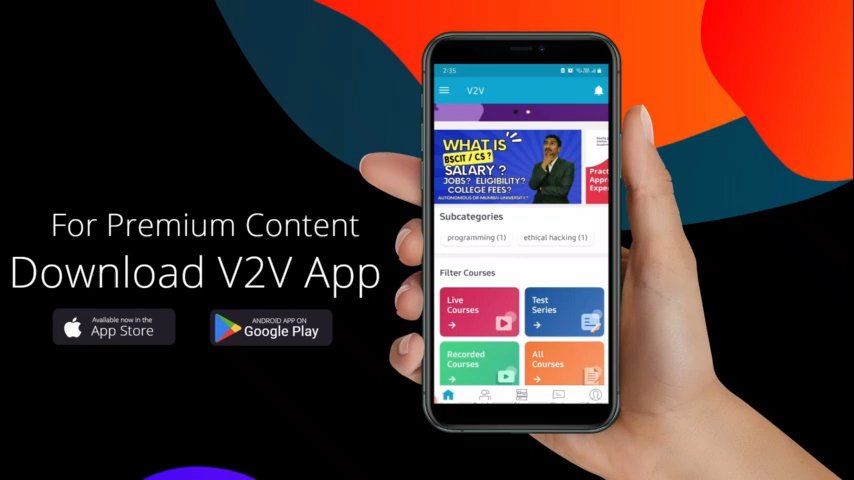 For Premium Content
Download V2V App
Available now in the
App Store
ANDROID APP ON
Google Play
2:35
V2V
WHAT IS
BSCIT / CS ?
SALARY ?
JOBS? ELIGIBILITY?
COLLEGE FEES?
AUTONOMOUS OR MUMBAI UNIVERSITY?
Subcategories
programming (1)
ethical hacking (1)
Filter Courses
Live
Courses
Test
Series
Recorded
Courses
All
Courses